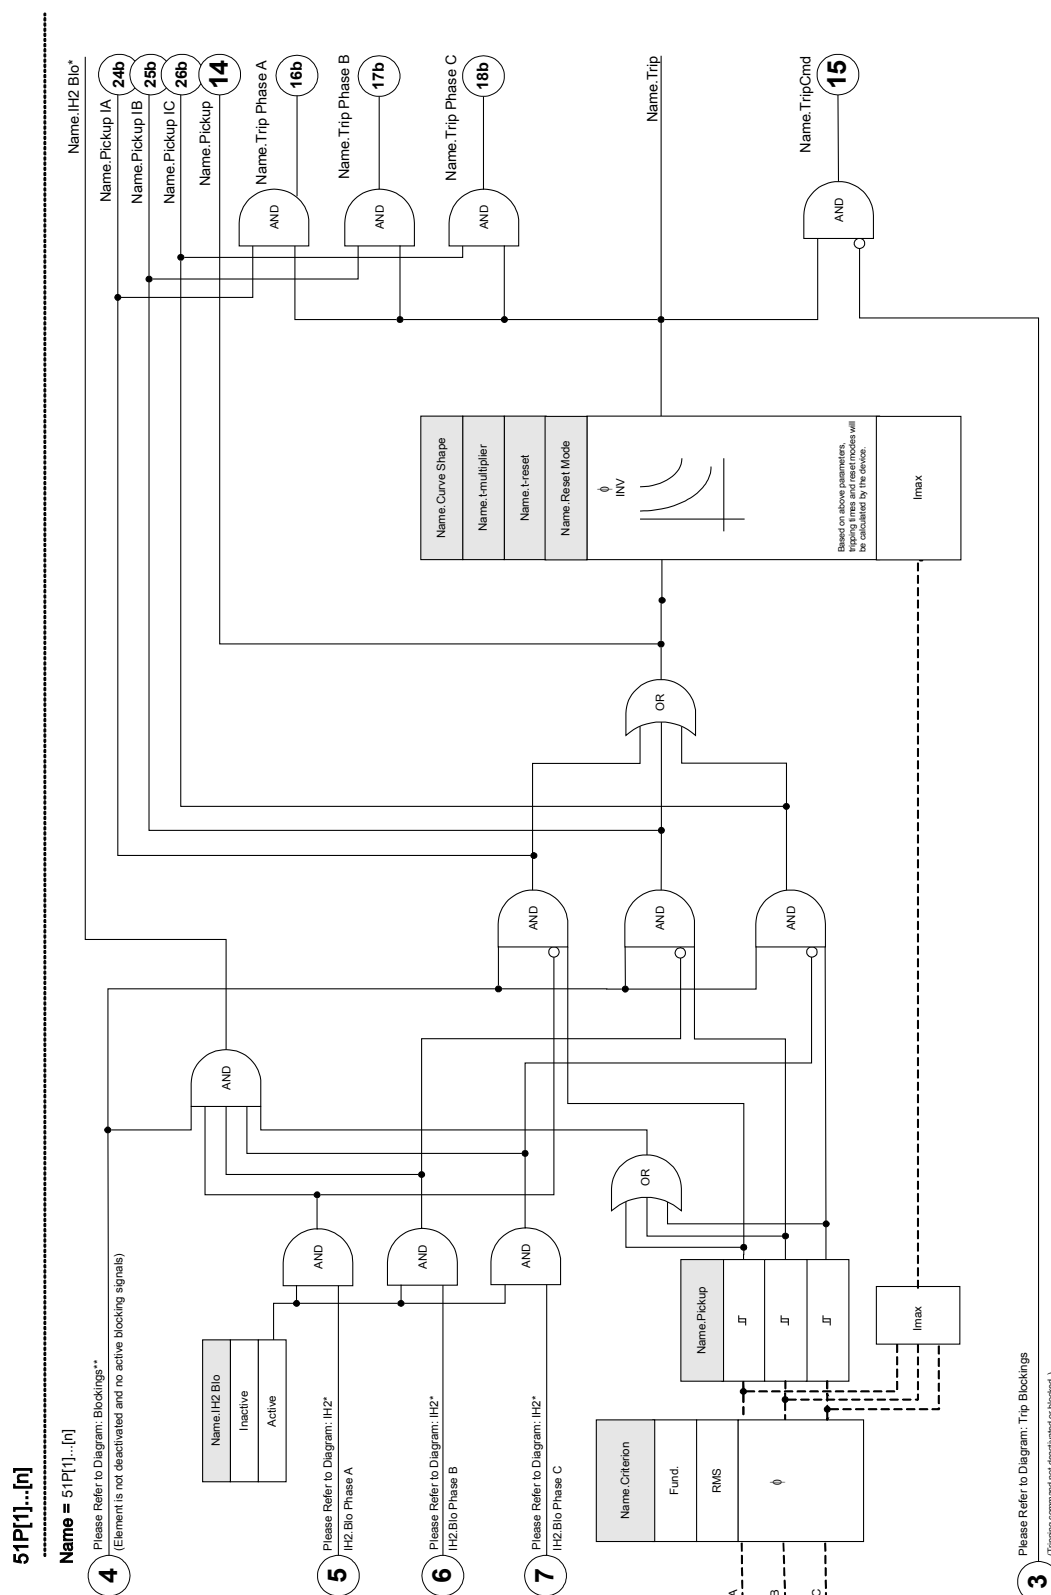 51P[1]...[n]
Name = 51P[1]...[n]
4
Please Refer to Diagram: Blockings**
(Element is not deactivated and no active blocking signals)
Name.IH2 Blo
Inactive
Active
5
Please Refer to Diagram: IH2*
IH2.Blo Phase A
6
Please Refer to Diagram: IH2*
IH2.Blo Phase B
7
Please Refer to Diagram: IH2*
IH2.Blo Phase C
AND
AND
AND
AND
Name.Criterion
Fund.
RMS
ϕ
A
B
C
Name.Pickup
OR
Imax
AND
AND
AND
OR
Name.Curve Shape
Name.t-multiplier
Name.t-reset
Name.Reset Mode
ϕ
INV
Based on above parameters,
tripping times and reset modes will
be calculated by the device.
Imax
AND
AND
AND
AND
Name.IH2 Blo*
Name.Pickup IA
24b
Name.Pickup IB
25b
Name.Pickup IC
26b
Name.Pickup
14
Name.Trip Phase A
16b
Name.Trip Phase B
17b
Name.Trip Phase C
18b
Name.Trip
Name.TripCmd
15
3
Please Refer to Diagram: Trip Blockings
(Tripping command not deactivated or blocked.)